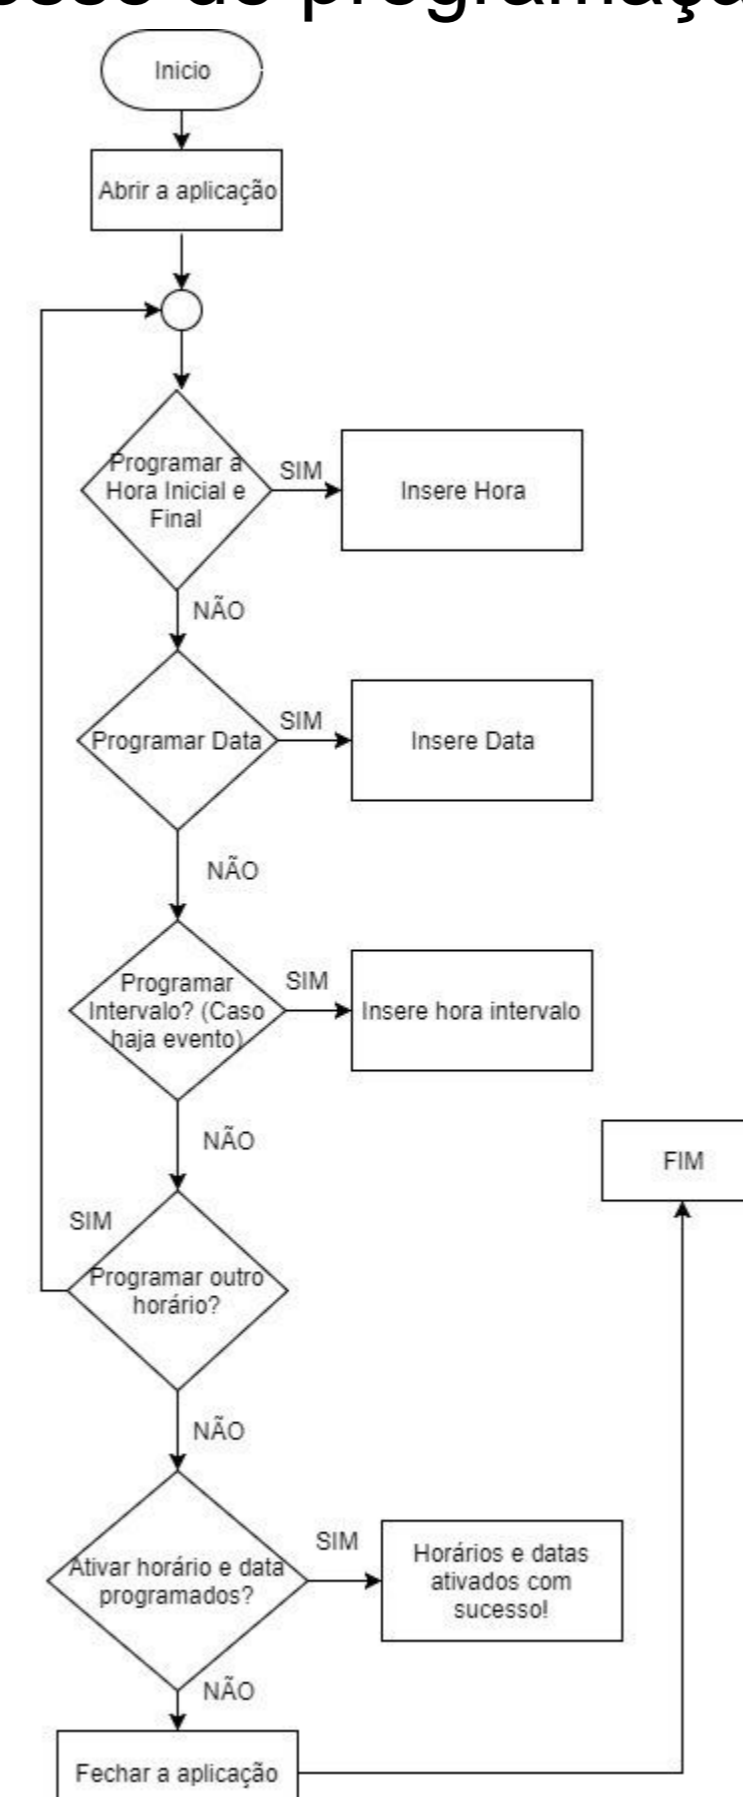 de programaçã
Inicio
Abrir a aplicação
Programar a
Hora Inicial e
Final
SIM
Insere Hora
NÃO
Programar Data
SIM
Insere Data
NÃO
Programar
Intervalo? (Caso
haja evento)
SIM
Insere hora intervalo
NÃO
FIM
SIM
Programar outro
horário?
NÃO
Ativar horário e data
programados?
SIM
Horários e datas
ativados com
sucesso!
NÃO
Fechar a aplicação